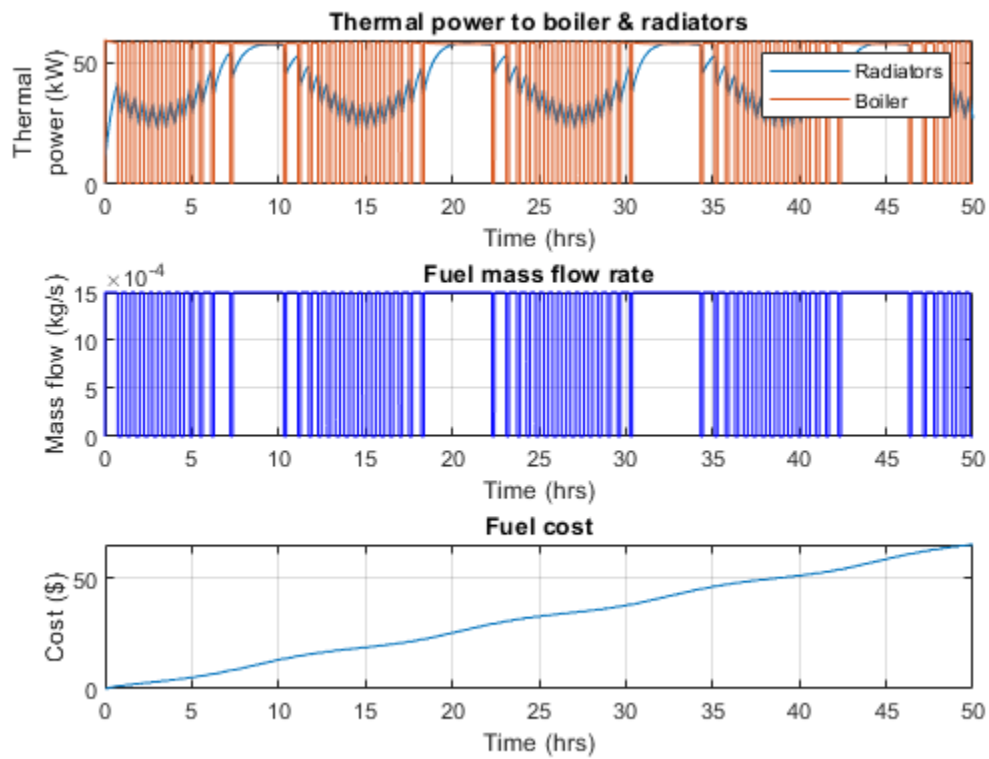 Thermal power to boiler & radiators
Thermal
power (kW)
50
0
Radiators
Boiler
0 5 10 15 20 25 30 35 40 45 50
Time (hrs)
×10-4
Fuel mass flow rate
Mass flow (kg/s)
15
10
5
0
0 5 10 15 20 25 30 35 40 45 50
Time (hrs)
Fuel cost
Cost ($)
50
0
0 5 10 15 20 25 30 35 40 45 50
Time (hrs)